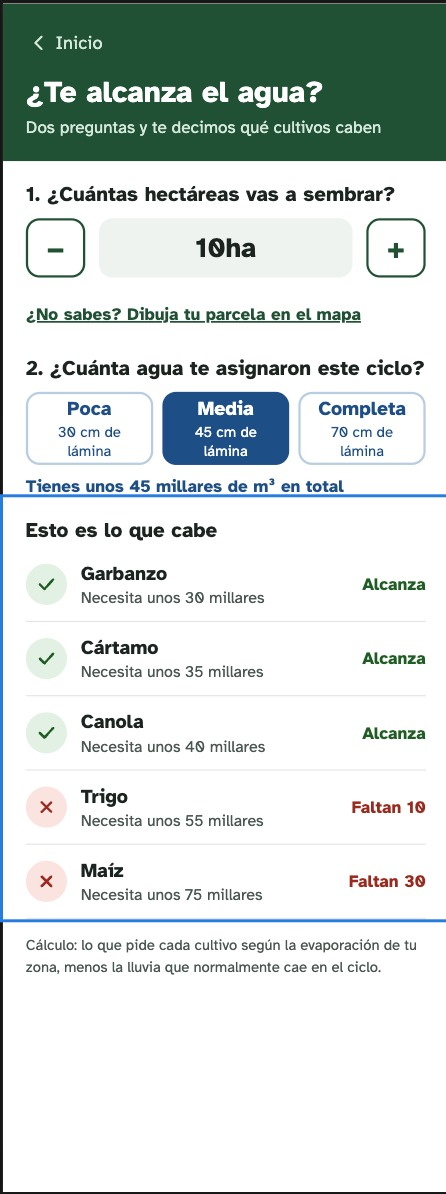 Inicio
¿Te alcanza el agua?
Dos preguntas y te decimos qué cultivos caben
1. ¿Cuántas hectáreas vas a sembrar?
− 10ha +
¿No sabes? Dibuja tu parcela en el mapa
2. ¿Cuánta agua te asignaron este ciclo?
Poca
30 cm de
lámina
Media
45 cm de
lámina
Completa
70 cm de
lámina
Tienes unos 45 millares de m³ en total
Esto es lo que cabe
Garbanzo
Necesita unos 30 millares
Alcanza
Cártamo
Necesita unos 35 millares
Alcanza
Canola
Necesita unos 40 millares
Alcanza
Trigo
Necesita unos 55 millares
Faltan 10
Maíz
Necesita unos 75 millares
Faltan 30
Cálculo: lo que pide cada cultivo según la evaporación de tu
zona, menos la lluvia que normalmente cae en el ciclo.